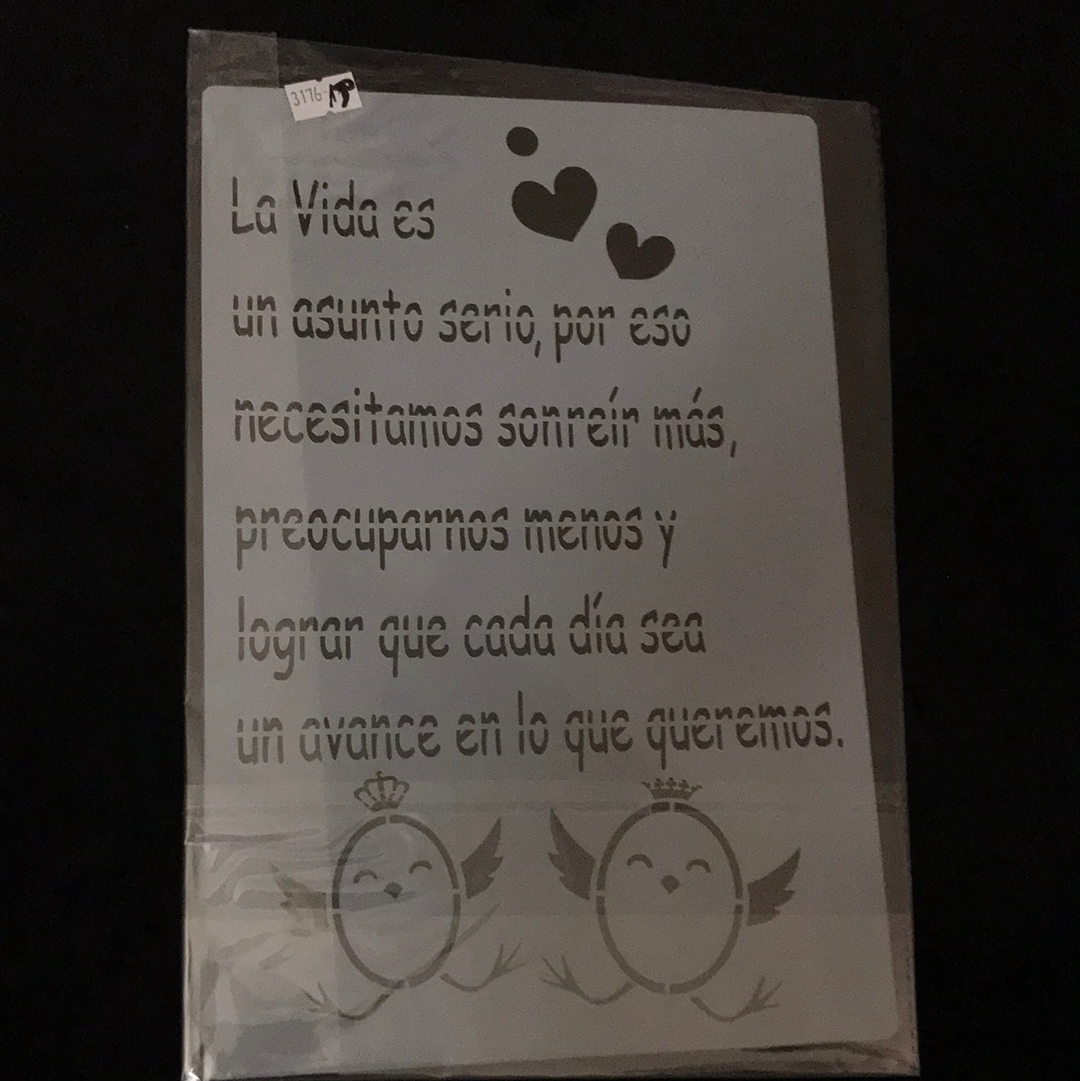 3176-
La Vida es
un asunto serio, por eso
necesitamos sonreír más,
preocuparnos menos y
lograr que cada día sea
un avance en lo que queremos.